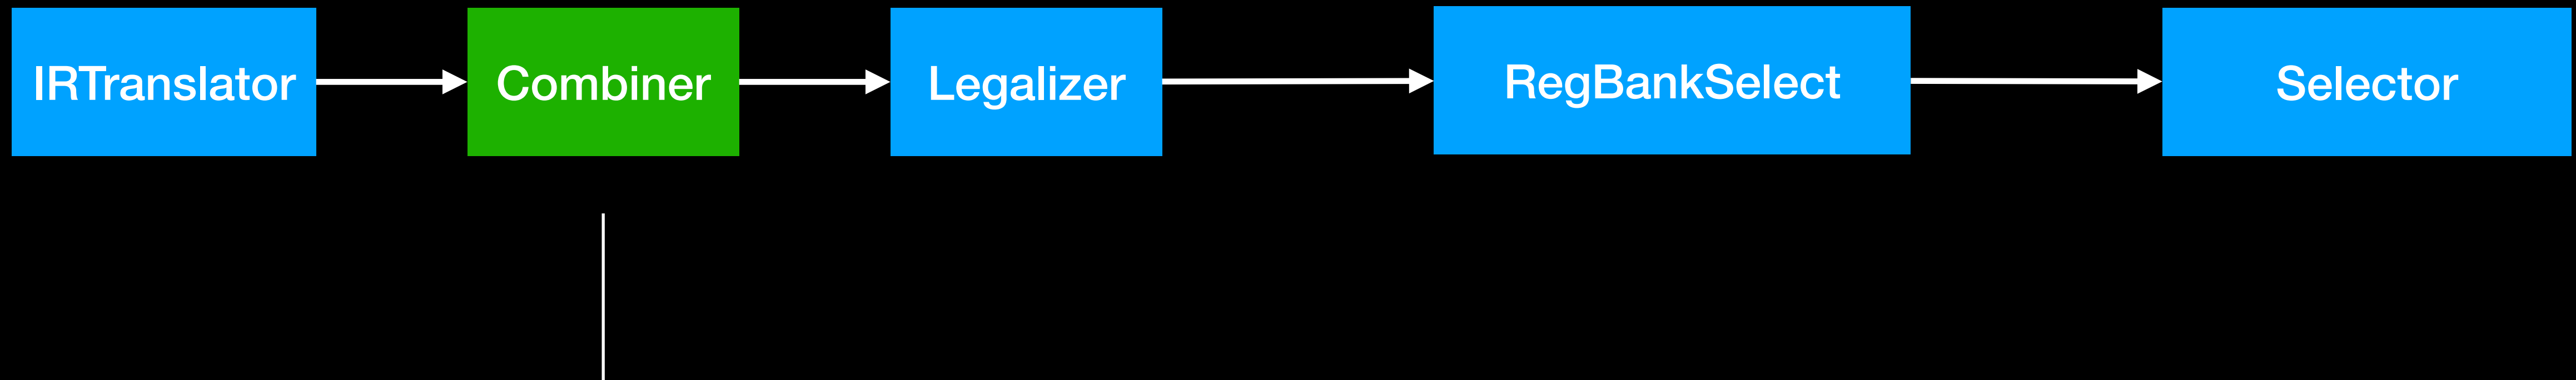 IRTranslator
Combiner
Legalizer
RegBankSelect
Selector